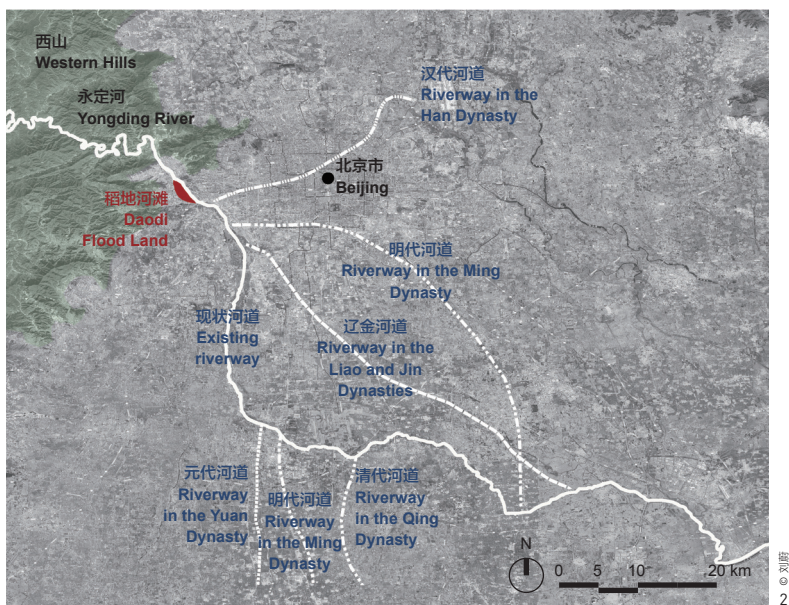 西山
Western Hills
永定河
Yongding River
汉代河道
Riverway in the
Han Dynasty
北京市
Beijing
稻地河滩
Daodi
Flood Land
明代河道
Riverway in the Ming
Dynasty
现状河道
Existing
riverway
辽金河道
Riverway in the
Liao and Jin
Dynasties
元代河道
Riverway
in the Yuan
Dynasty
明代河道
Riverway
in the Ming
Dynasty
清代河道
Riverway
in the Qing
Dynasty
N
0 5 10 20 km
© 刘蔚
2